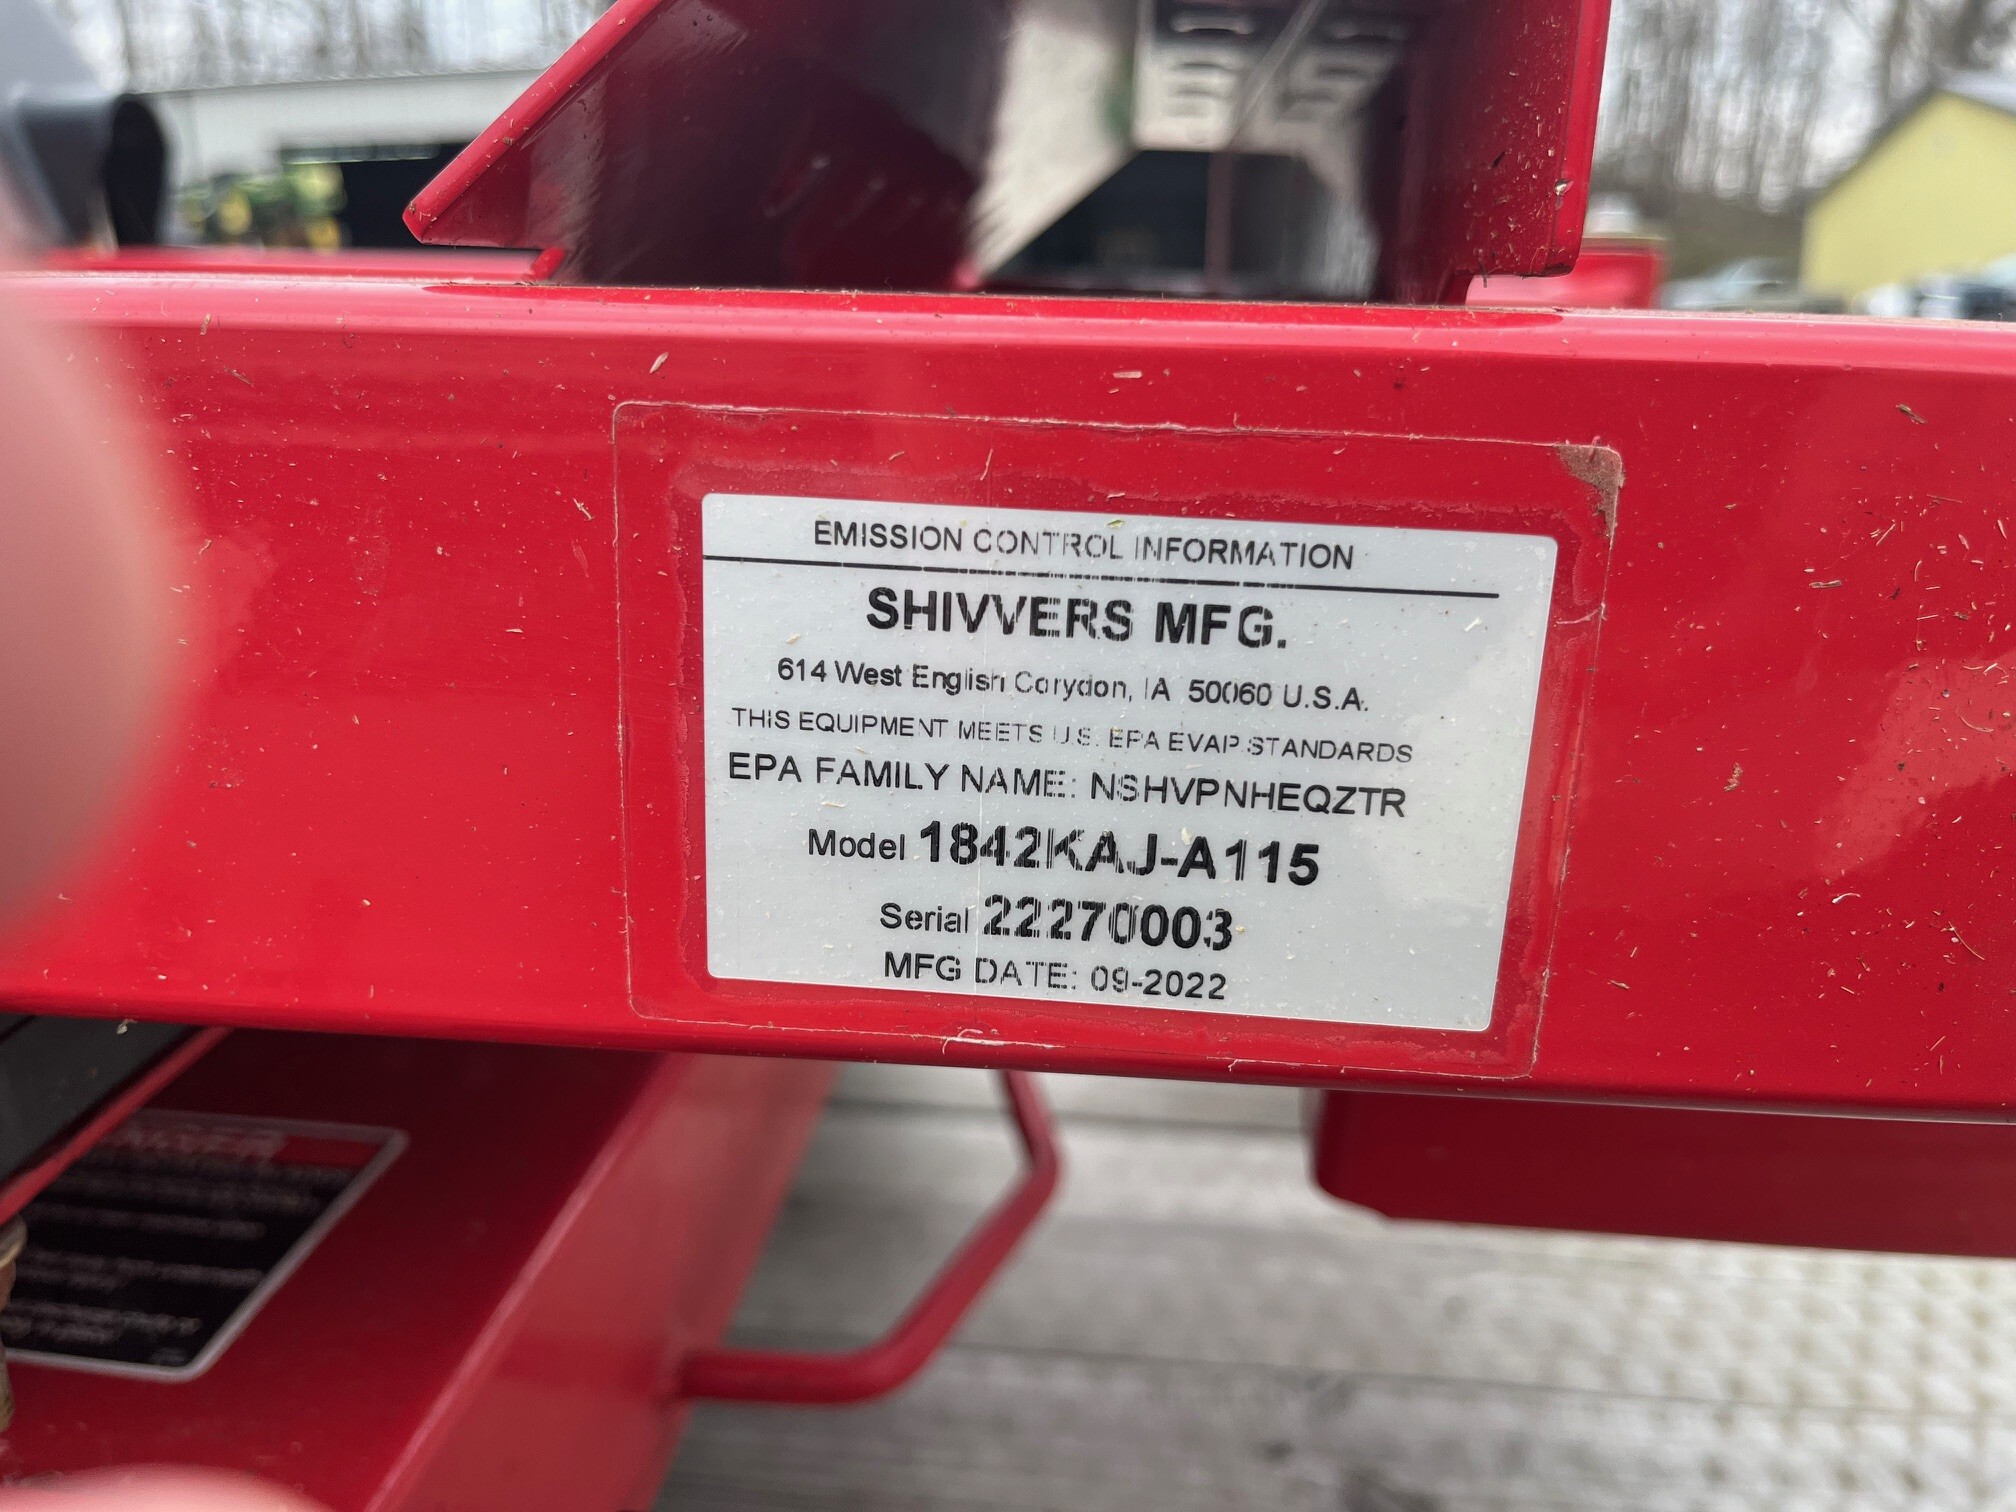 EMISSION CONTROL INFORMATION
SHIVVERS MFG.
614 West English Corydon, IA 50060 U.S.A.
THIS EQUIPMENT MEETS U.S. EPA EVAP STANDARDS
EPA FAMILY NAME: NSHVPNHEQZTR
Model 1842KAJ-A115
Serial 22270003
MFG DATE: 09-2022